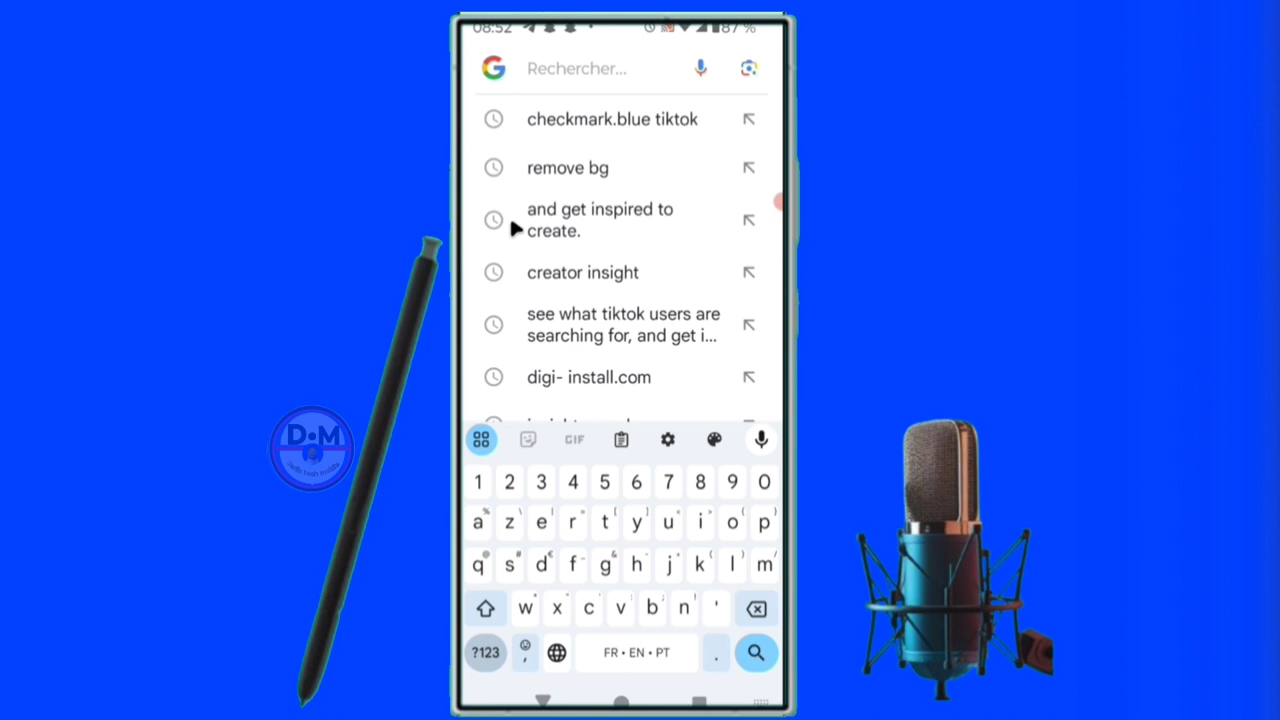 08:52 87 %
Rechercher...
checkmark.blue tiktok
remove bg
and get inspired to
create.
creator insight
see what tiktok users are
searching for, and get i...
digi- install.com
GIF
1 2 3 4 5 6 7 8 9 0
a z e r t y u i o p
q s d f g h j k l m
w x c v b n '
?123 , FR • EN • PT .
D•M